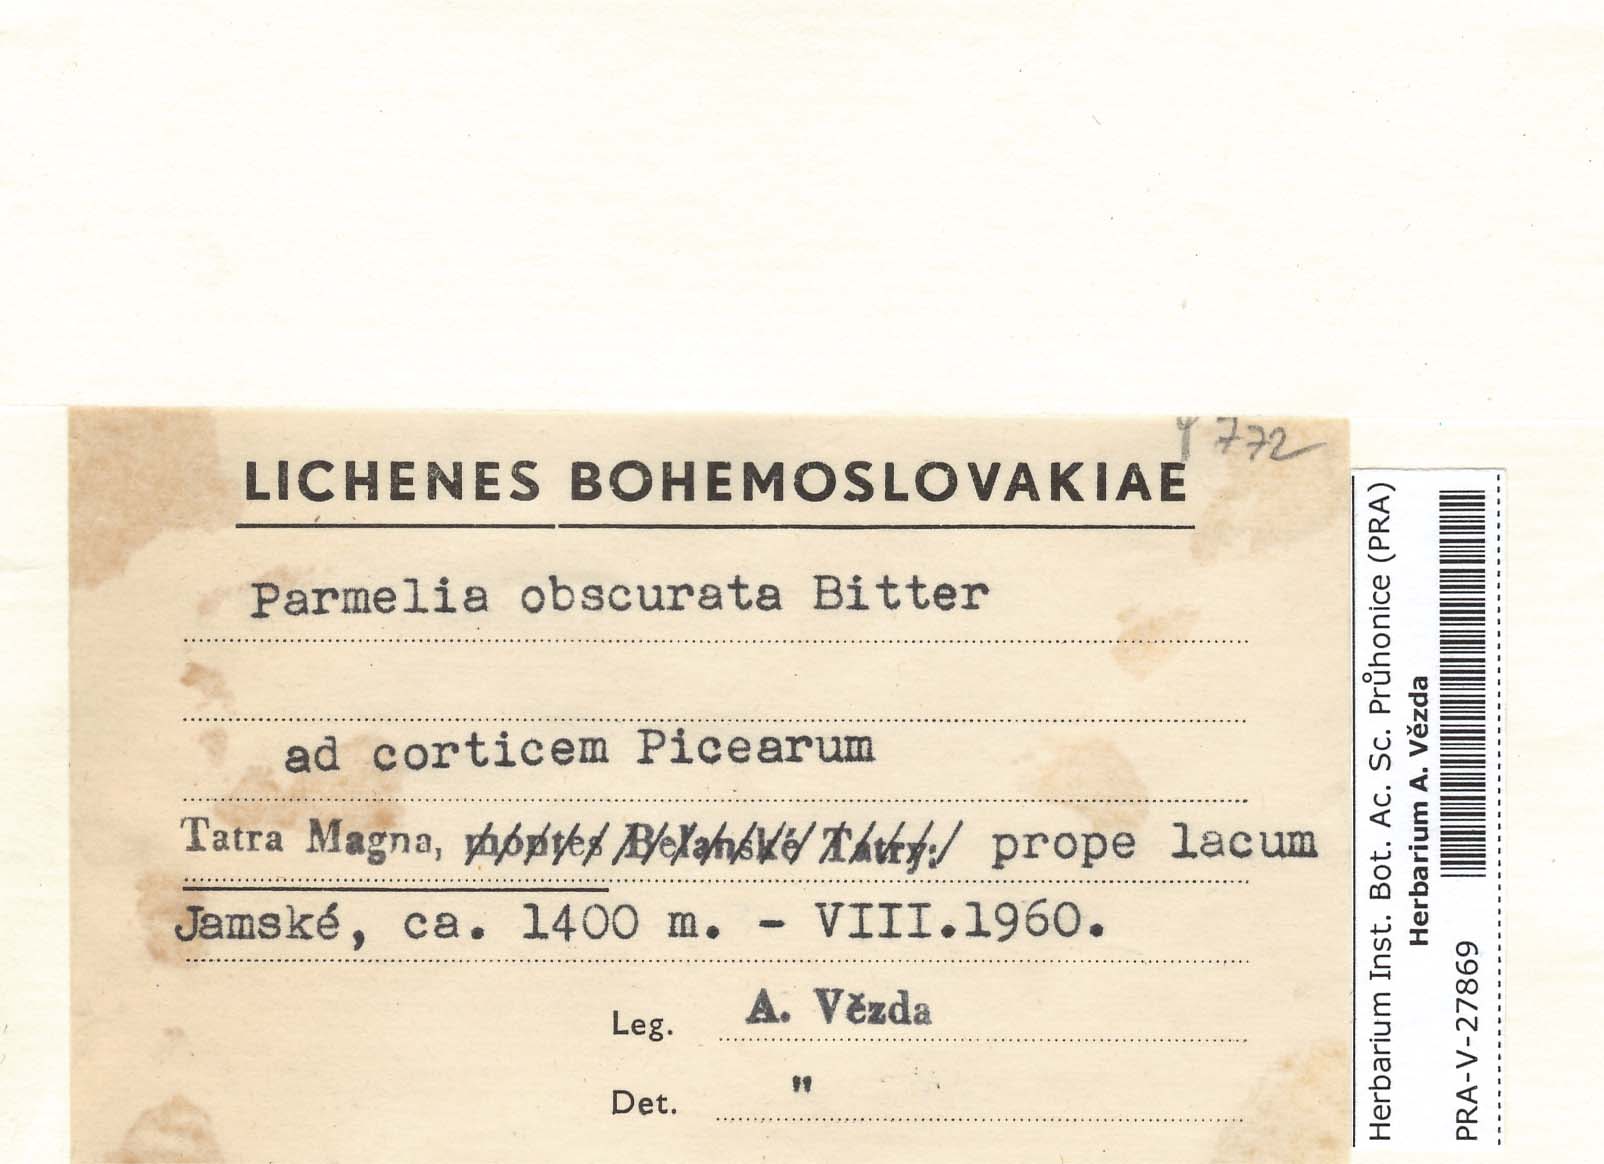 772
LICHENES BOHEMOSLOVAKIAE
Parmelia obscurata Bitter
ad corticem Picearum
Tatra Magna, montes Belanské Tatry: prope lacum
Jamské, ca. 1400 m. - VIII.1960.
Leg. A. Vězda
Det. "
Herbarium Inst. Bot. Ac. Sc. Průhonice (PRA)
Herbarium A. Vězda
PRA-V-27869